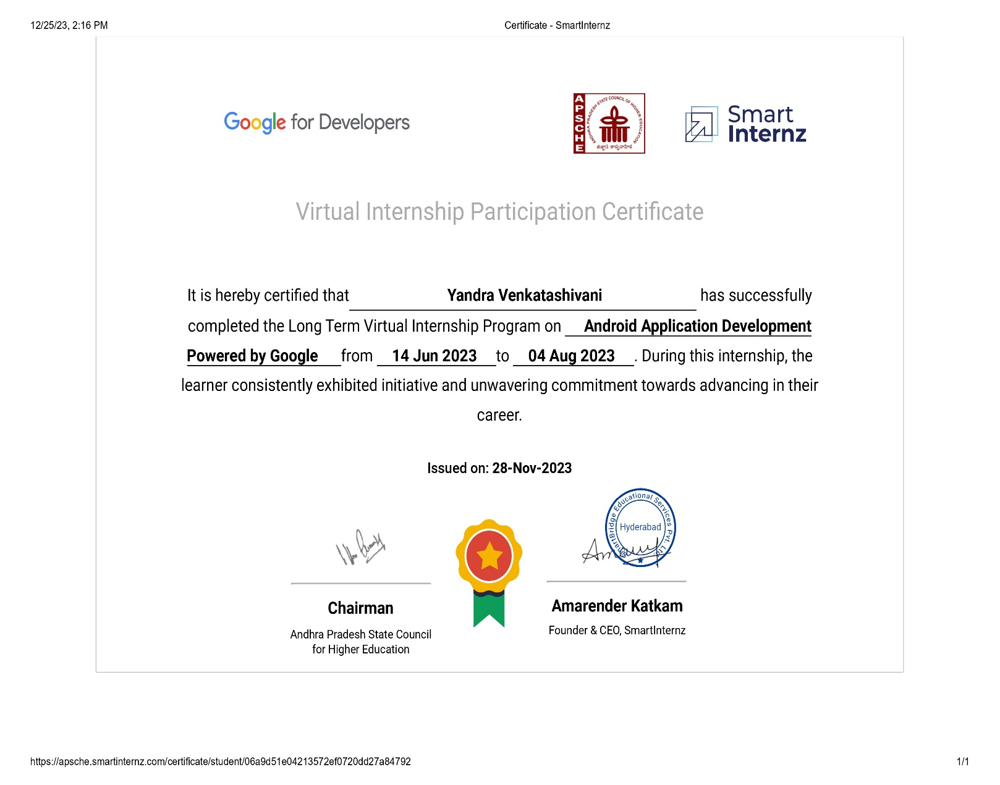 12/25/23, 2:16 PM
Certificate - SmartInternz
Google for Developers
APSCHE
ANDHRA PRADESH STATE COUNCIL OF HIGHER EDUCATION
Smart
Internz
Virtual Internship Participation Certificate
It is hereby certified that Yandra Venkatashivani has successfully
completed the Long Term Virtual Internship Program on Android Application Development
Powered by Google from 14 Jun 2023 to 04 Aug 2023 . During this internship, the
learner consistently exhibited initiative and unwavering commitment towards advancing in their
career.
Issued on: 28-Nov-2023
SmartBridge Educational Services Pvt. Ltd.
Hyderabad
Chairman
Andhra Pradesh State Council
for Higher Education
Amarender Katkam
Founder & CEO, SmartInternz
https://apsche.smartinternz.com/certificate/student/06a9d51e04213572ef0720dd27a84792
1/1